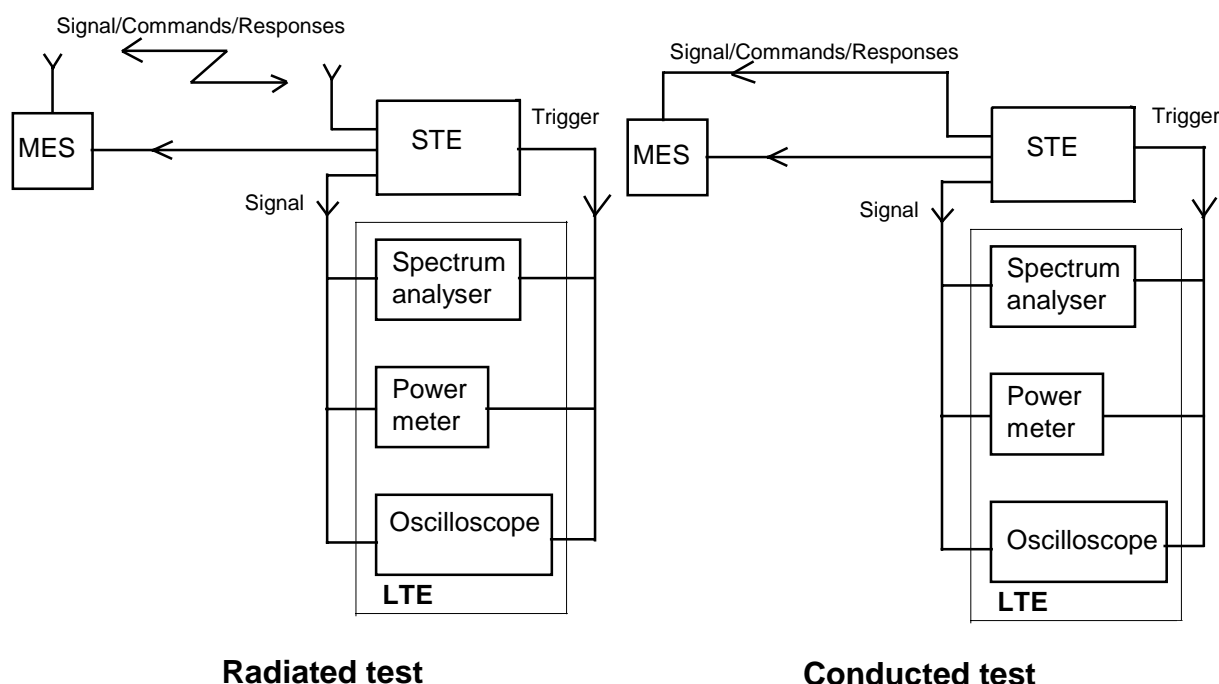 Signal/Commands/Responses
MES
STE
Trigger
Signal
Spectrum
analyser
Power
meter
Oscilloscope
LTE
Radiated test
Signal/Commands/Responses
MES
STE
Trigger
Signal
Spectrum
analyser
Power
meter
Oscilloscope
LTE
Conducted test